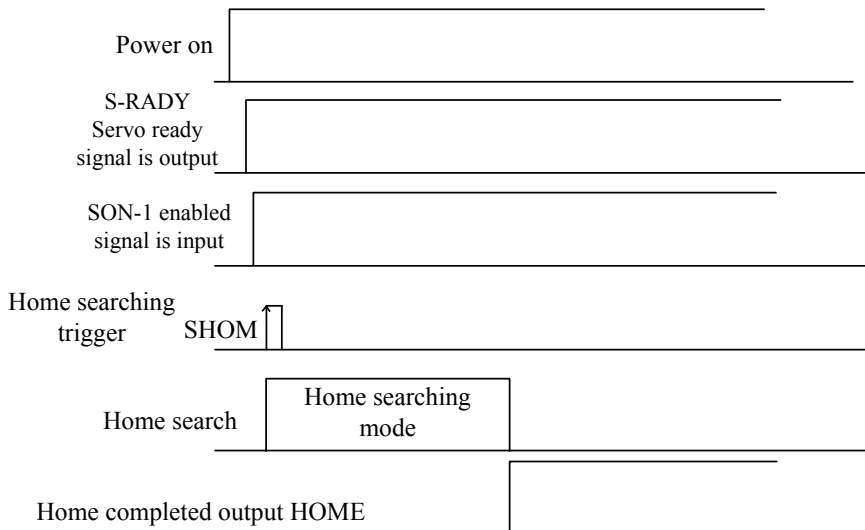 Power on
S-RADY
Servo ready
signal is output
SON-1 enabled
signal is input
Home searching
trigger
SHOM
Home search
Home searching
mode
Home completed output HOME